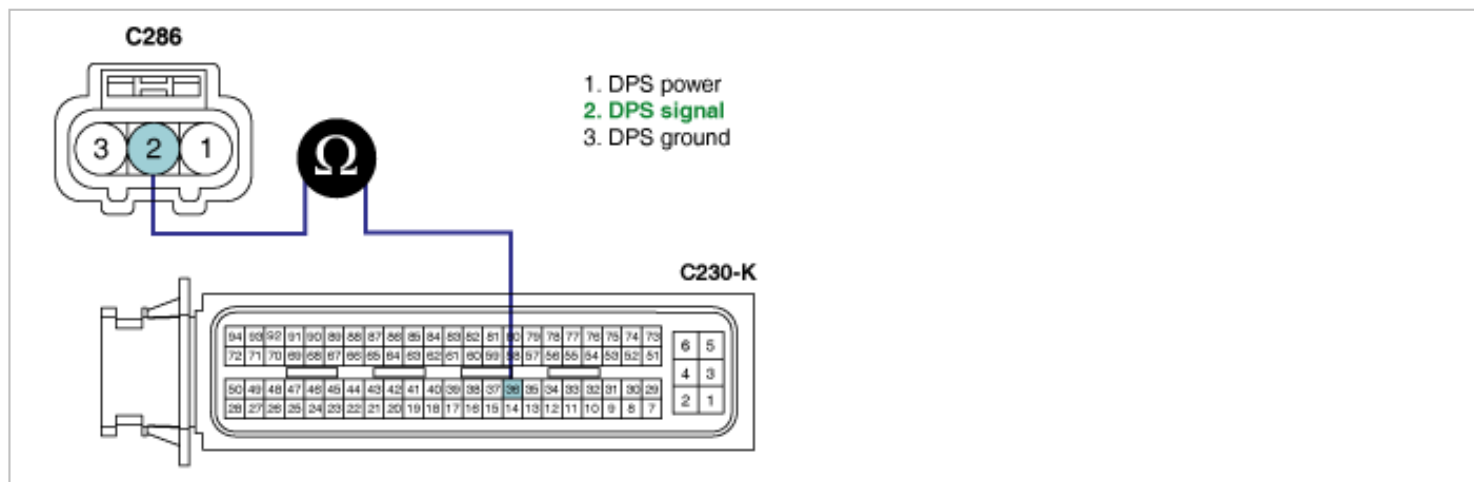 C286
1. DPS power
2. DPS signal
3. DPS ground
3 2 1
Ω
C230-K
94 93 92 91 90 89 88 87 86 85 84 83 82 81 80 79 78 77 76 75 74 73
72 71 70 69 68 67 66 65 64 63 62 61 60 59 58 57 56 55 54 53 52 51
50 49 48 47 46 45 44 43 42 41 40 39 38 37 36 35 34 33 32 31 30 29
28 27 26 25 24 23 22 21 20 19 18 17 16 15 14 13 12 11 10 9 8 7
6 5
4 3
2 1